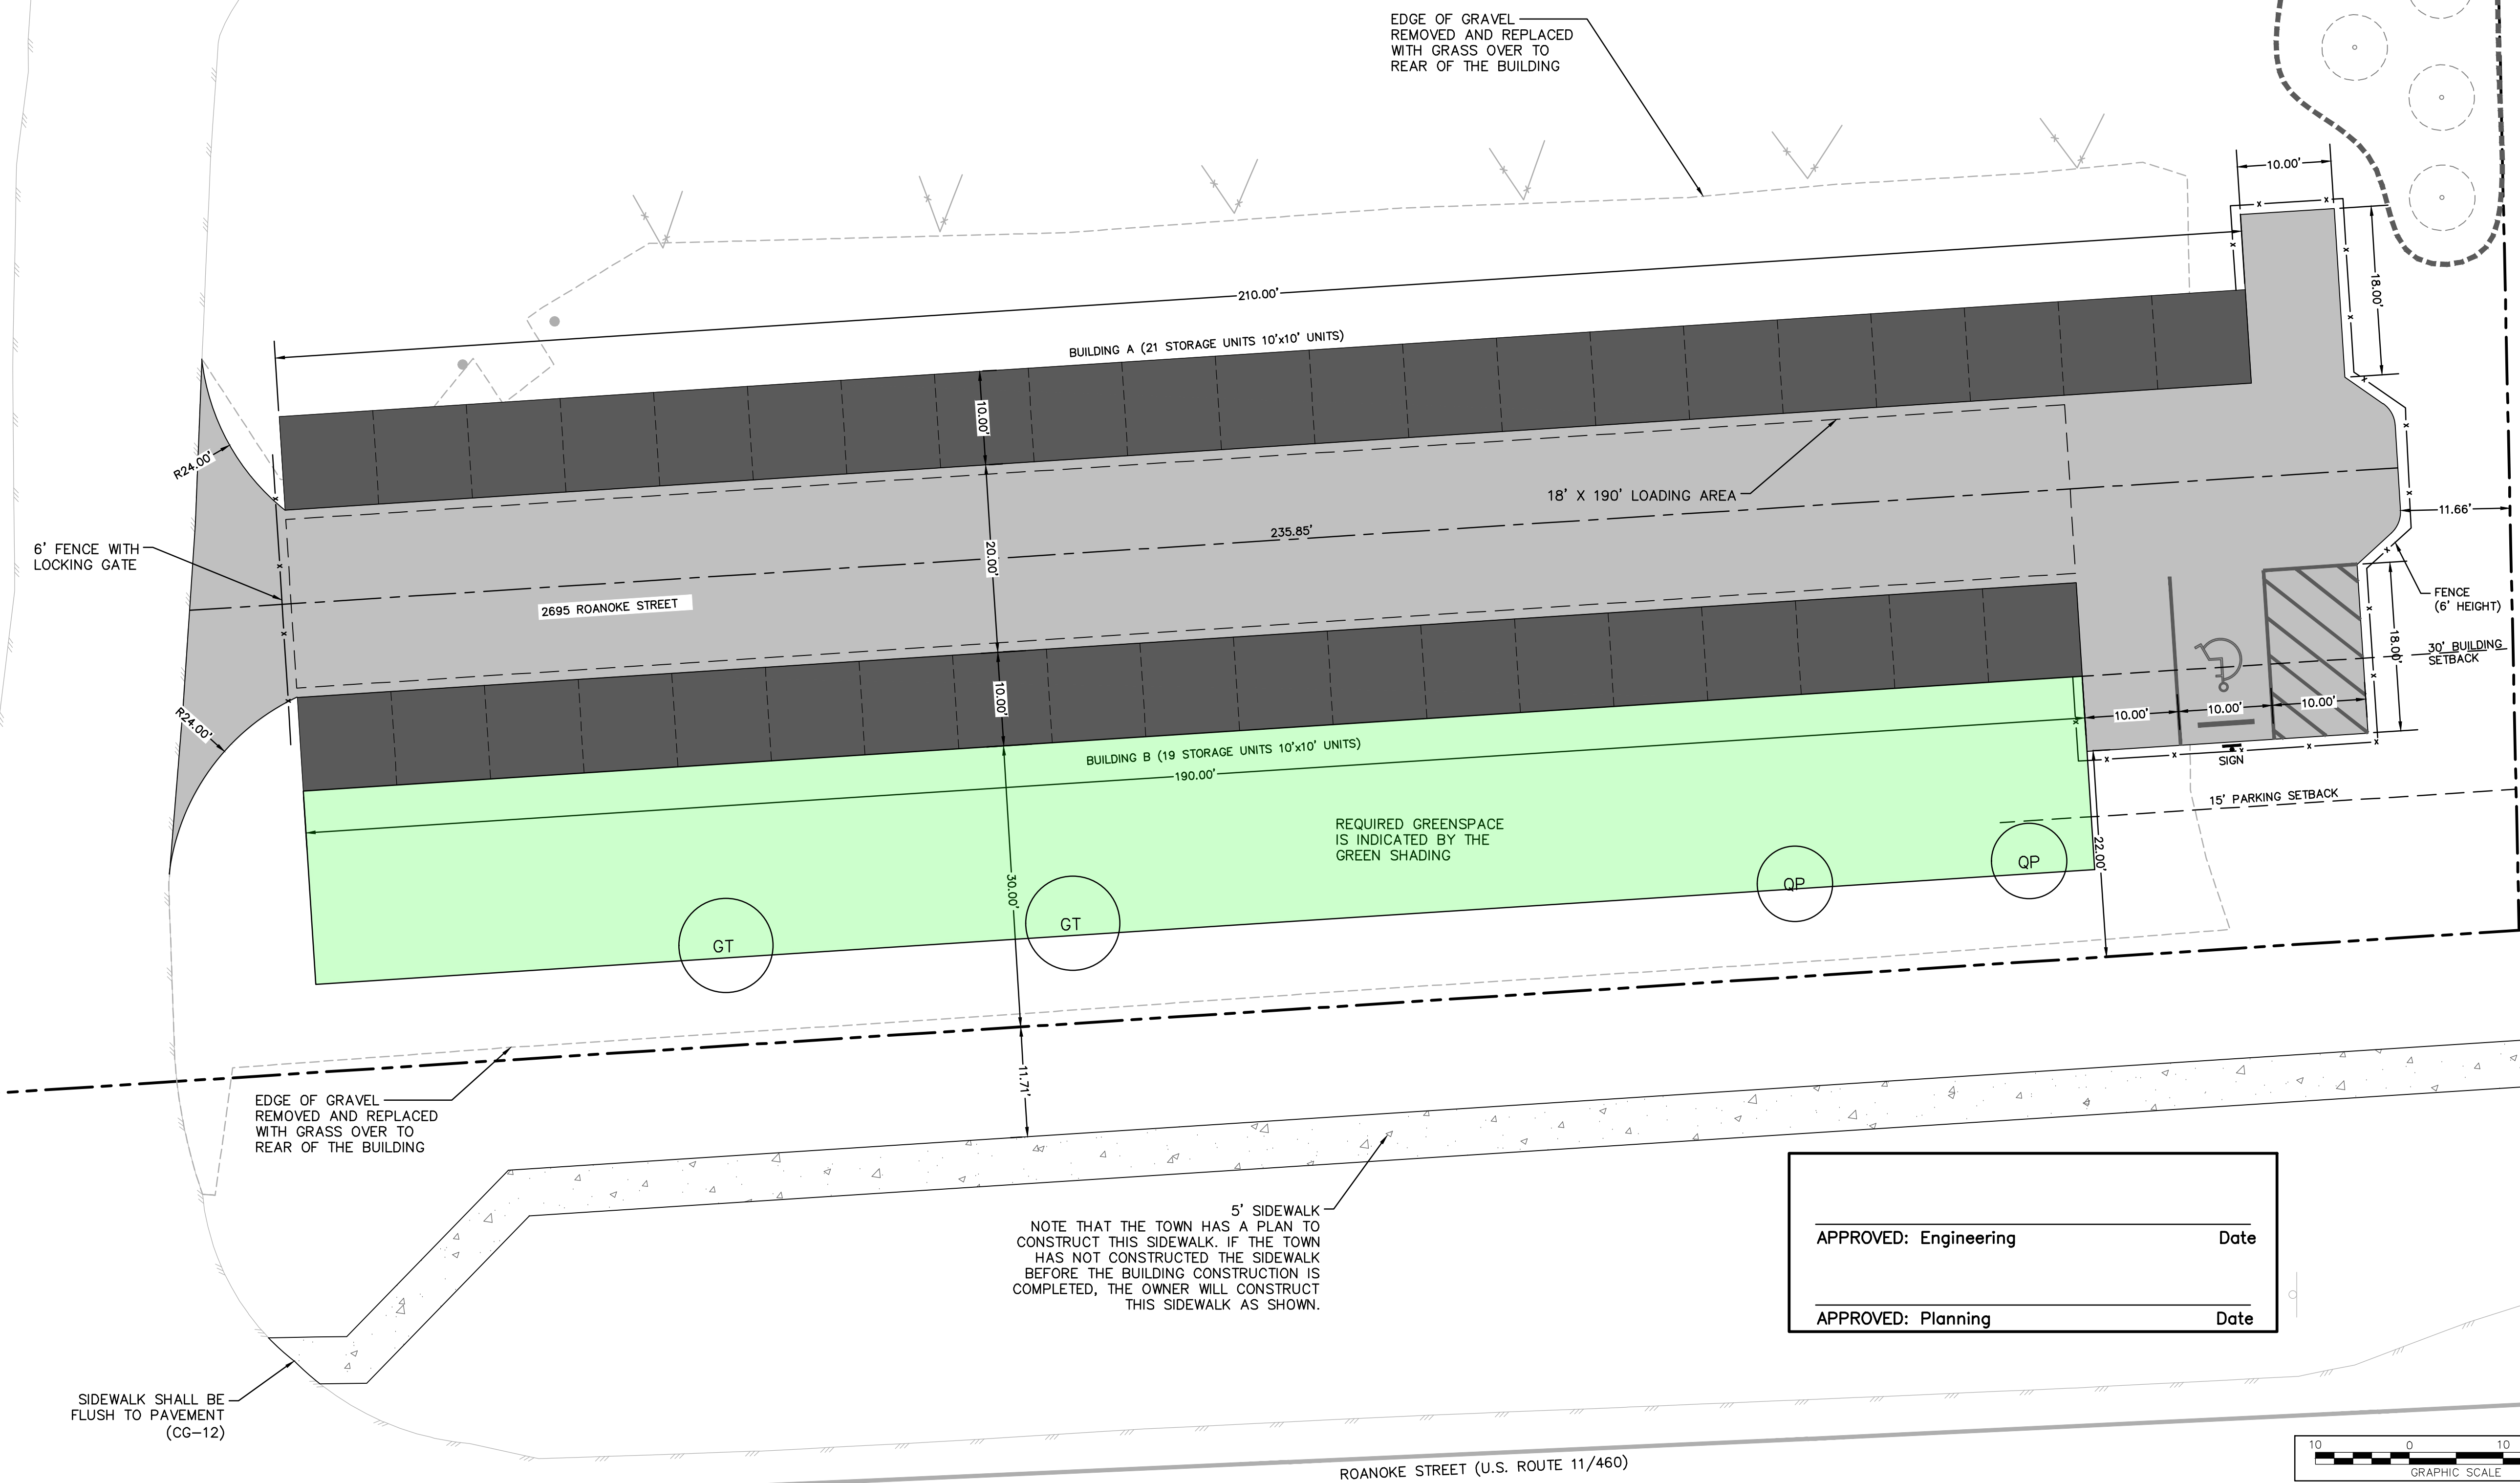 EDGE OF GRAVEL
REMOVED AND REPLACED
WITH GRASS OVER TO
REAR OF THE BUILDING
10.00'
18.00'
210.00'
BUILDING A (21 STORAGE UNITS 10'x10' UNITS)
10.00'
R24.00'
18' X 190' LOADING AREA
11.66'
235.85'
20.00'
6' FENCE WITH
LOCKING GATE
2695 ROANOKE STREET
FENCE
(6' HEIGHT)
18.00'
30' BUILDING
SETBACK
10.00'
R24.00'
10.00'
10.00'
10.00'
BUILDING B (19 STORAGE UNITS 10'x10' UNITS)
190.00'
SIGN
15' PARKING SETBACK
REQUIRED GREENSPACE
IS INDICATED BY THE
GREEN SHADING
22.00'
30.00'
GT
GT
QP
QP
11.71'
EDGE OF GRAVEL
REMOVED AND REPLACED
WITH GRASS OVER TO
REAR OF THE BUILDING
5' SIDEWALK
NOTE THAT THE TOWN HAS A PLAN TO
CONSTRUCT THIS SIDEWALK. IF THE TOWN
HAS NOT CONSTRUCTED THE SIDEWALK
BEFORE THE BUILDING CONSTRUCTION IS
COMPLETED, THE OWNER WILL CONSTRUCT
THIS SIDEWALK AS SHOWN.
APPROVED: Engineering Date
APPROVED: Planning Date
SIDEWALK SHALL BE
FLUSH TO PAVEMENT
(CG-12)
ROANOKE STREET (U.S. ROUTE 11/460)
10 0 10
GRAPHIC SCALE